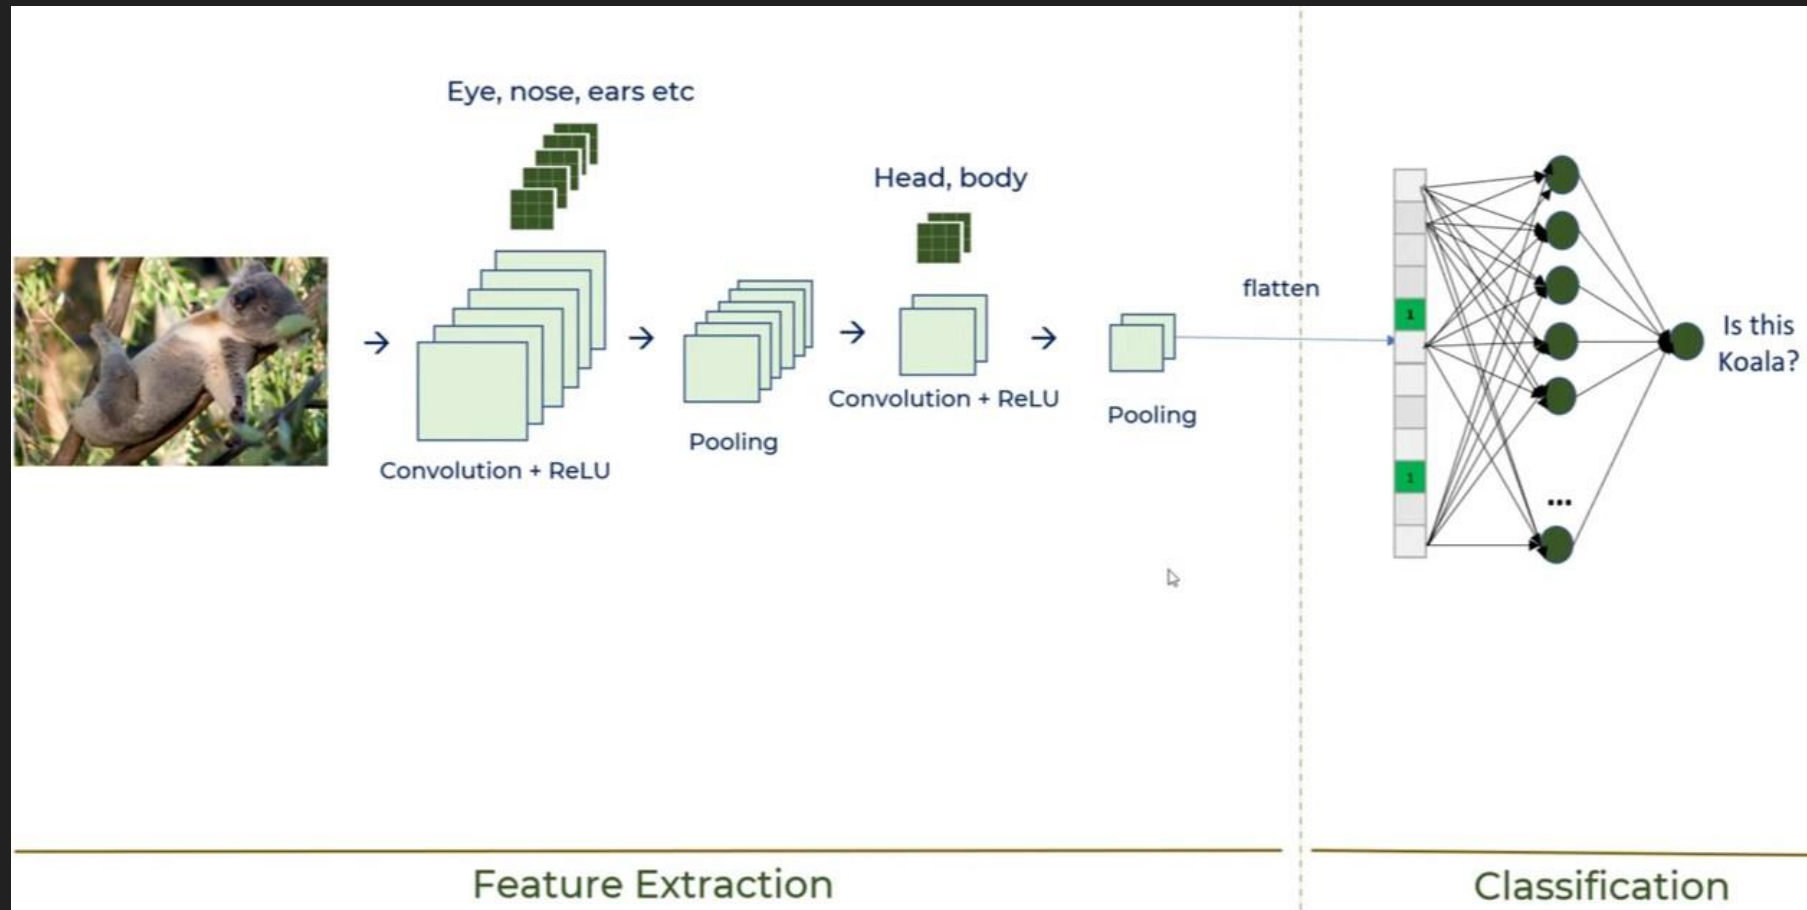 Eye, nose, ears etc
Head, body
flatten
1
1
...
Is this
Koala?
Convolution + ReLU
Pooling
Convolution + ReLU
Pooling
Feature Extraction
Classification